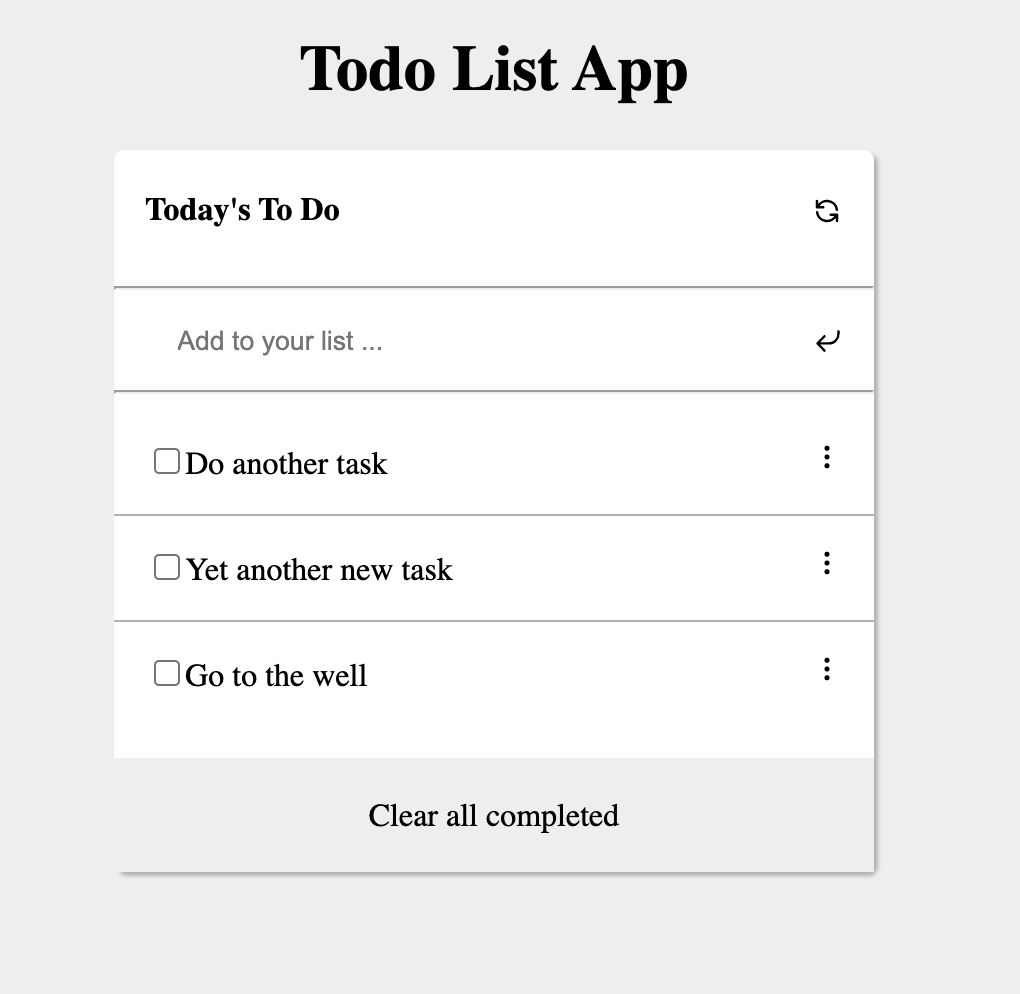 Todo List App
Today's To Do
Add to your list ...
Do another task
Yet another new task
Go to the well
Clear all completed